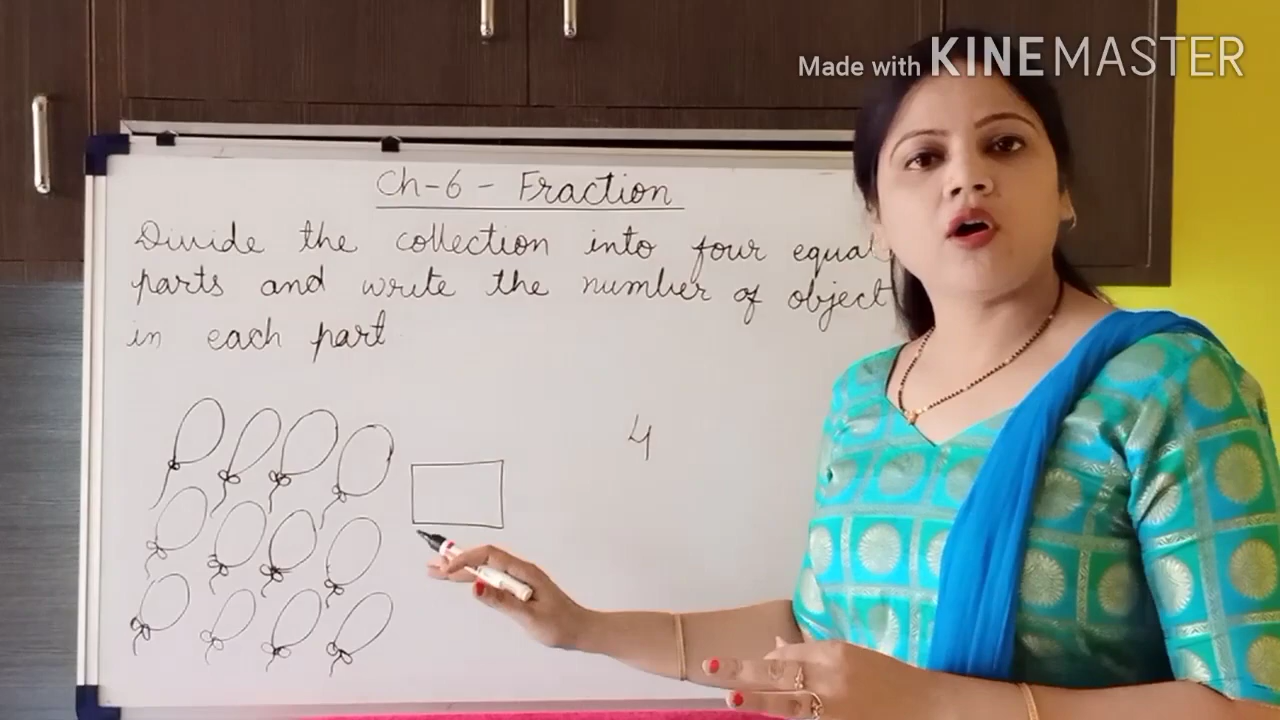 Made with KINEMASTER
Ch-6 - Fraction
Divide the collection into four equal
parts and write the number of object
in each part
4